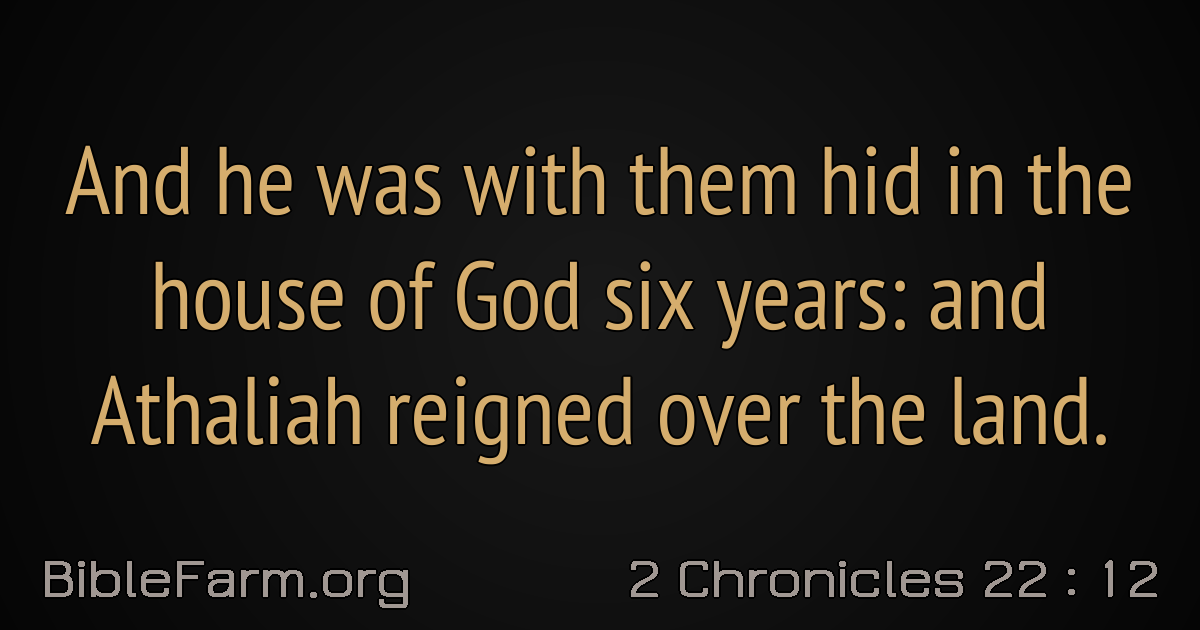 And he was with them hid in the
house of God six years: and
Athaliah reigned over the land.
BibleFarm.org
2 Chronicles 22 : 12